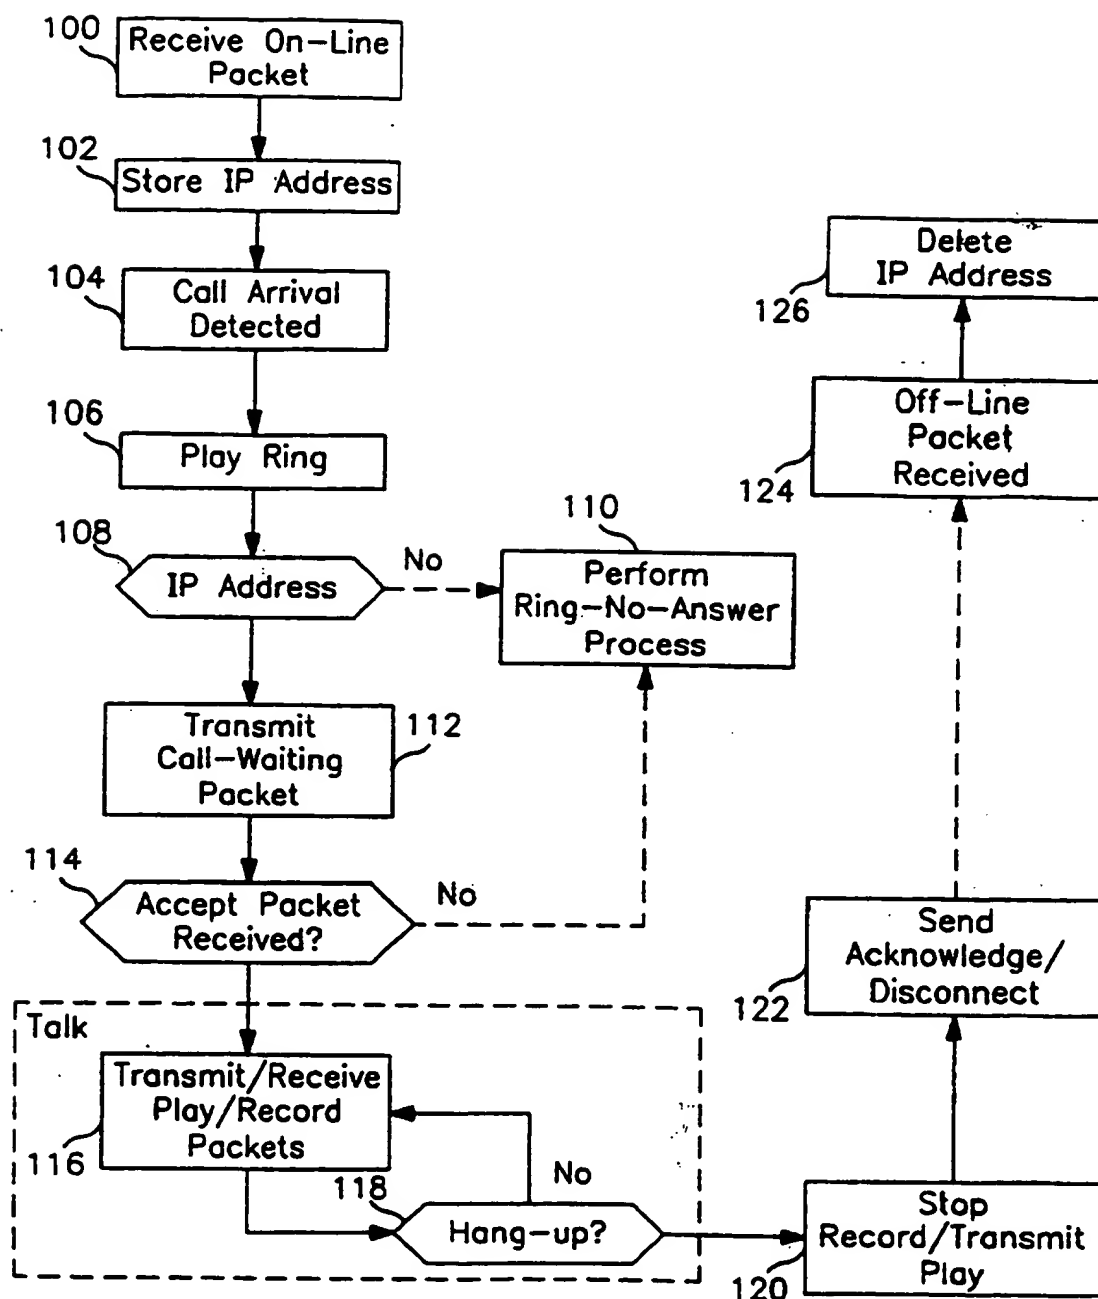 100
Receive On-Line
Packet
102
Store IP Address
104
Call Arrival
Detected
106
Play Ring
108
IP Address
No
110
Perform
Ring-No-Answer
Process
Transmit
Call-Waiting
Packet
112
114
Accept Packet
Received?
No
Talk
Transmit/Receive
Play/Record
Packets
116
118
Hang-up?
No
Stop
Record/Transmit
Play
120
Send
Acknowledge/
Disconnect
122
Off-Line
Packet
Received
124
Delete
IP Address
126